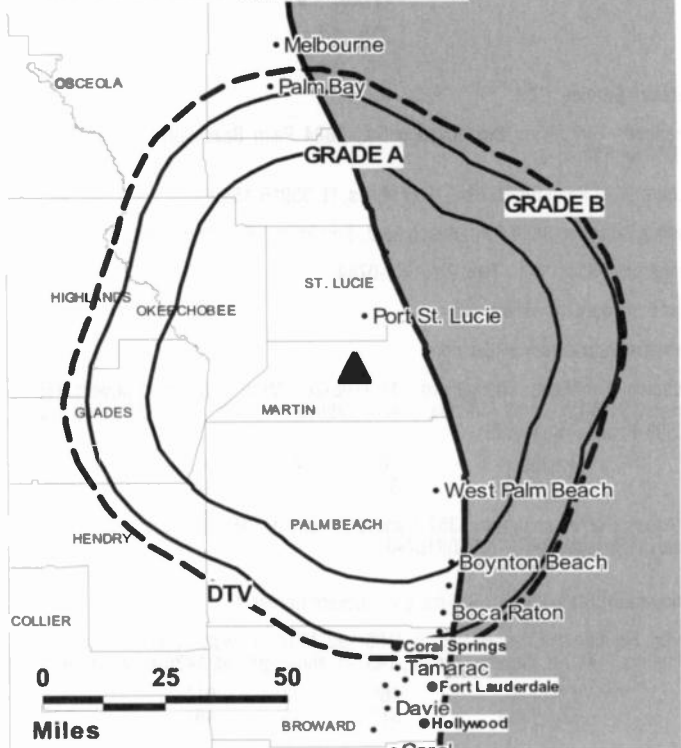 Melbourne
OSCEOLA
Palm Bay
GRADE A
GRADE B
ST. LUCIE
HIGHLANDS
OKEECHOBEE
Port St. Lucie
GLADES
MARTIN
West Palm Beach
PALM BEACH
HENDRY
Boynton Beach
DTV
Boca Raton
COLLIER
Coral Springs
Tamarac
0 25 50
Fort Lauderdale
Davie
Miles
BROWARD
Hollywood